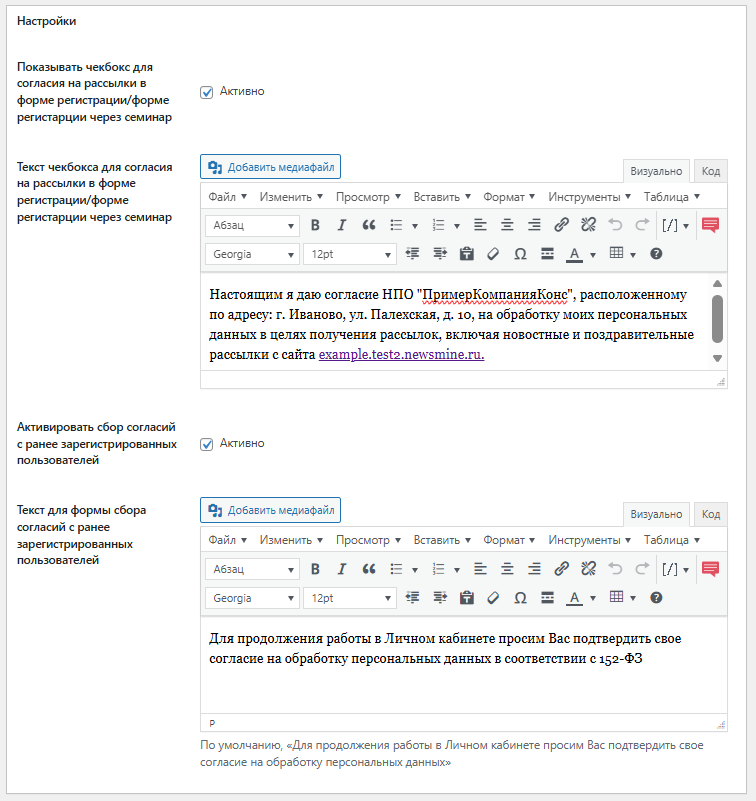 Настройки
Показывать чекбокс для
согласия на рассылки в
форме регистрации/форме
регистарции через семинар
Активно
Текст чекбокса для согласия
на рассылки в форме
регистрации/форме
регистарции через семинар
Добавить медиафайл
Визуально Код
Файл Изменить Просмотр Вставить Формат Инструменты Таблица
Абзац B I [/]
Georgia 12pt A
Настоящим я даю согласие НПО "ПримерКомпанияКонс", расположенному
по адресу: г. Иваново, ул. Палехская, д. 10, на обработку моих персональных
данных в целях получения рассылок, включая новостные и поздравительные
рассылки с сайта example.test2.newsmine.ru.
Активировать сбор согласий
с ранее зарегистрированных
пользователей
Активно
Текст для формы сбора
согласий с ранее
зарегистрированных
пользователей
Добавить медиафайл
Визуально Код
Файл Изменить Просмотр Вставить Формат Инструменты Таблица
Абзац B I [/]
Georgia 12pt A
Для продолжения работы в Личном кабинете просим Вас подтвердить свое
согласие на обработку персональных данных в соответствии с 152-ФЗ
P
По умолчанию, «Для продолжения работы в Личном кабинете просим Вас подтвердить свое
согласие на обработку персональных данных»